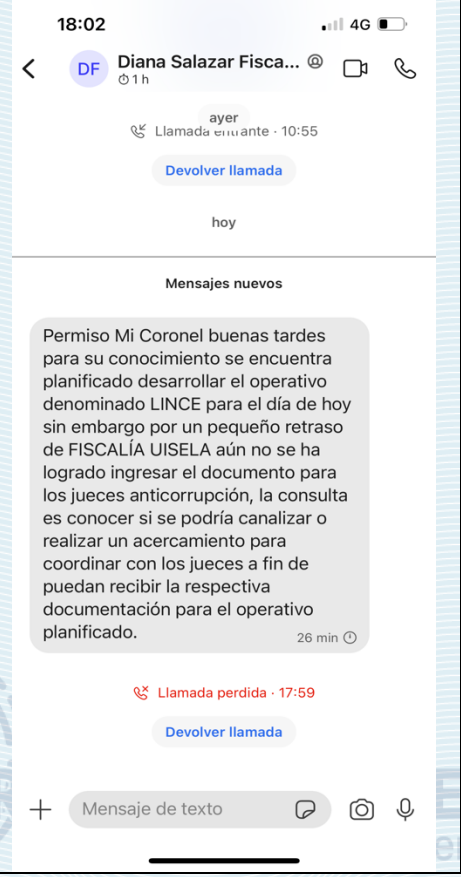 18:02
4G
DF
Diana Salazar Fisca...
1 h
ayer
Llamada entrante · 10:55
Devolver llamada
hoy
Mensajes nuevos
Permiso Mi Coronel buenas tardes
para su conocimiento se encuentra
planificado desarrollar el operativo
denominado LINCE para el día de hoy
sin embargo por un pequeño retraso
de FISCALÍA UISELA aún no se ha
logrado ingresar el documento para
los jueces anticorrupción, la consulta
es conocer si se podría canalizar o
realizar un acercamiento para
coordinar con los jueces a fin de
puedan recibir la respectiva
documentación para el operativo
planificado.
26 min
Llamada perdida · 17:59
Devolver llamada
Mensaje de texto